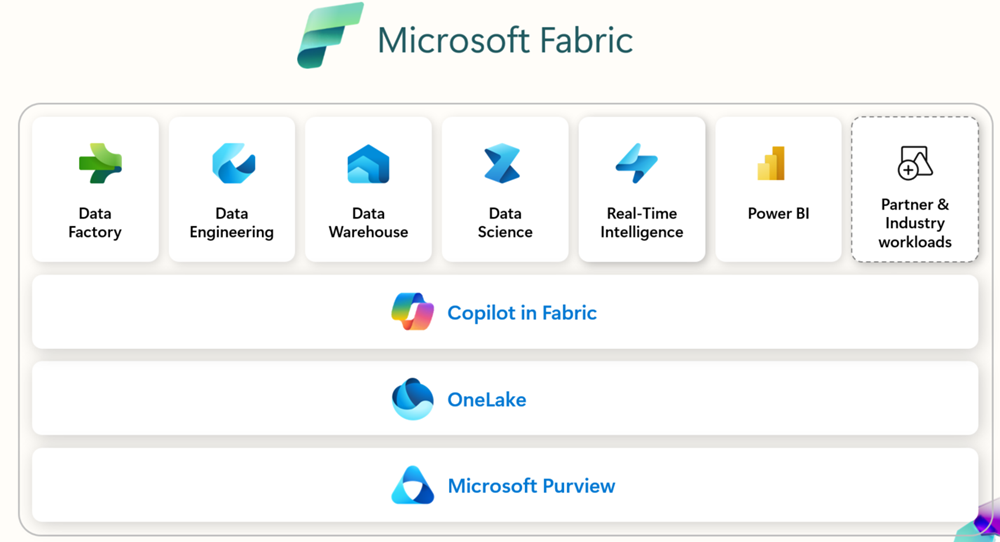 Microsoft Fabric
Data
Factory
Data
Engineering
Data
Warehouse
Data
Science
Real-Time
Intelligence
Power BI
Partner &
Industry
workloads
Copilot in Fabric
OneLake
Microsoft Purview